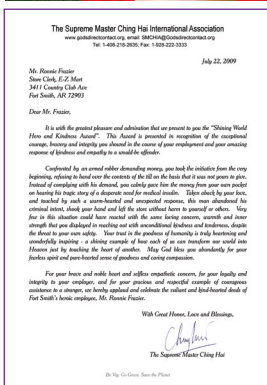 The Supreme Master Ching Hai International Association
www.godsdirectcontact.org, email: SMCHIA@Godsdirectcontact.org
Tel: 1-408-218-2635; Fax: 1-928-222-3333
July 22, 2009
Mr. Ronnie Frazier
Store Clerk, E-Z Mart
3411 Country Club Ave
Fort Smith, AR 72903
Dear Mr. Frazier,
It is with the greatest pleasure and admiration that we present to you the "Shining World
Hero and Kindness Award". This Award is presented in recognition of the exceptional
courage, bravery and integrity you showed in the course of your employment and your amazing
response of kindness and empathy to a would-be offender.
Confronted by an armed robber demanding money, you took the initiative from the very
beginning, refusing to hand over the contents of the till on the basis that it was not yours to give.
Instead of complying with his demand, you calmly gave him the money from your own pocket
on hearing his tragic story of a desperate need for medical insulin. Taken aback by your love,
and touched by such a warm-hearted and unexpected response, this man abandoned his
criminal intent, shook your hand and left the store without harm to yourself or others. Very
few in this situation could have reacted with the same loving concern, warmth and inner
strength that you displayed in reaching out with unconditional kindness and tenderness, despite
the threat to your own safety. Your trust in the goodness of humanity is truly heartening and
wonderfully inspiring - a shining example of how each of us can transform our world into
Heaven just by touching the heart of another. May God bless you abundantly for your
fearless spirit and pure-hearted sense of goodness and caring compassion.
For your brave and noble heart and selfless empathetic concern, for your loyalty and
integrity to your employer, and for your gracious and respectful example of courageous
assistance to a stranger, we hereby applaud and celebrate the valiant and kind-hearted deeds of
Fort Smith's heroic employee, Mr. Ronnie Frazier.
With Great Honor, Love and Blessings,
The Supreme Master Ching Hai
Be Veg, Go Green, Save the Planet